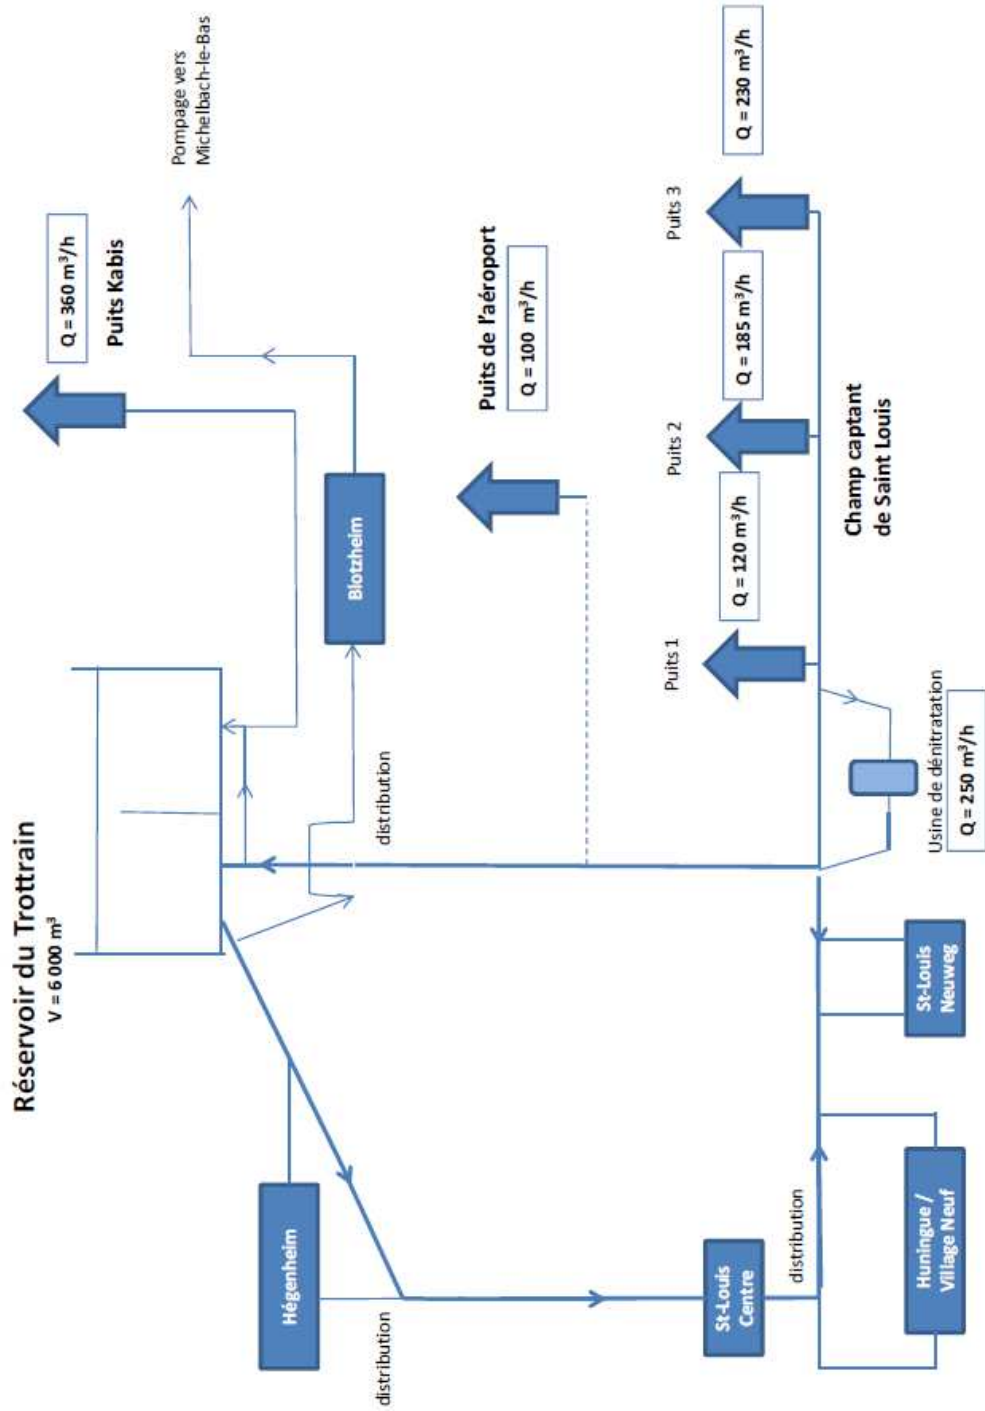 Réservoir du Trottrain
V = 6 000 m³
Q = 360 m³/h
Puits Kabis
Pompage vers
Michelbach-le-Bas
Hégenheim
distribution
distribution
Blotzheim
Puits de l'aéroport
Q = 100 m³/h
St-Louis
Centre
distribution
Puits 1
Q = 120 m³/h
Puits 2
Q = 185 m³/h
Puits 3
Q = 230 m³/h
Champ captant
de Saint Louis
Huningue /
Village Neuf
St-Louis
Neuweg
Usine de dénitratation
Q = 250 m³/h